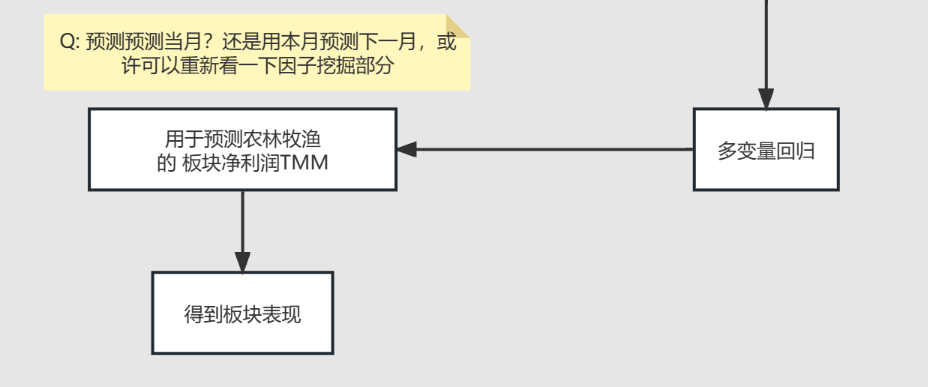 Q: 预测预测当月？还是用本月预测下一月，或
许可以重新看一下因子挖掘部分
用于预测农林牧渔
的 板块净利润TMM
多变量回归
得到板块表现